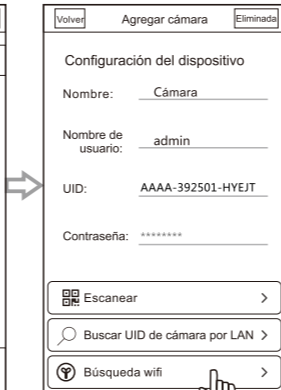 Volver Agregar cámara Eliminada
Configuración del dispositivo
Nombre: Cámara
Nombre de
usuario: admin
UID: AAAA-392501-HYEJT
Contraseña: ********
Escanear
Buscar UID de cámara por LAN
Búsqueda wifi